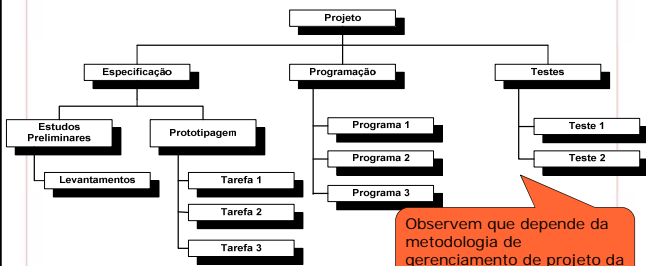 Projeto
Especificação
Programação
Testes
Estudos
Preliminares
Prototipagem
Programa 1
Teste 1
Programa 2
Teste 2
Levantamentos
Tarefa 1
Programa 3
Tarefa 2
Tarefa 3
Observem que depende da
metodologia de
gerenciamento de projeto da